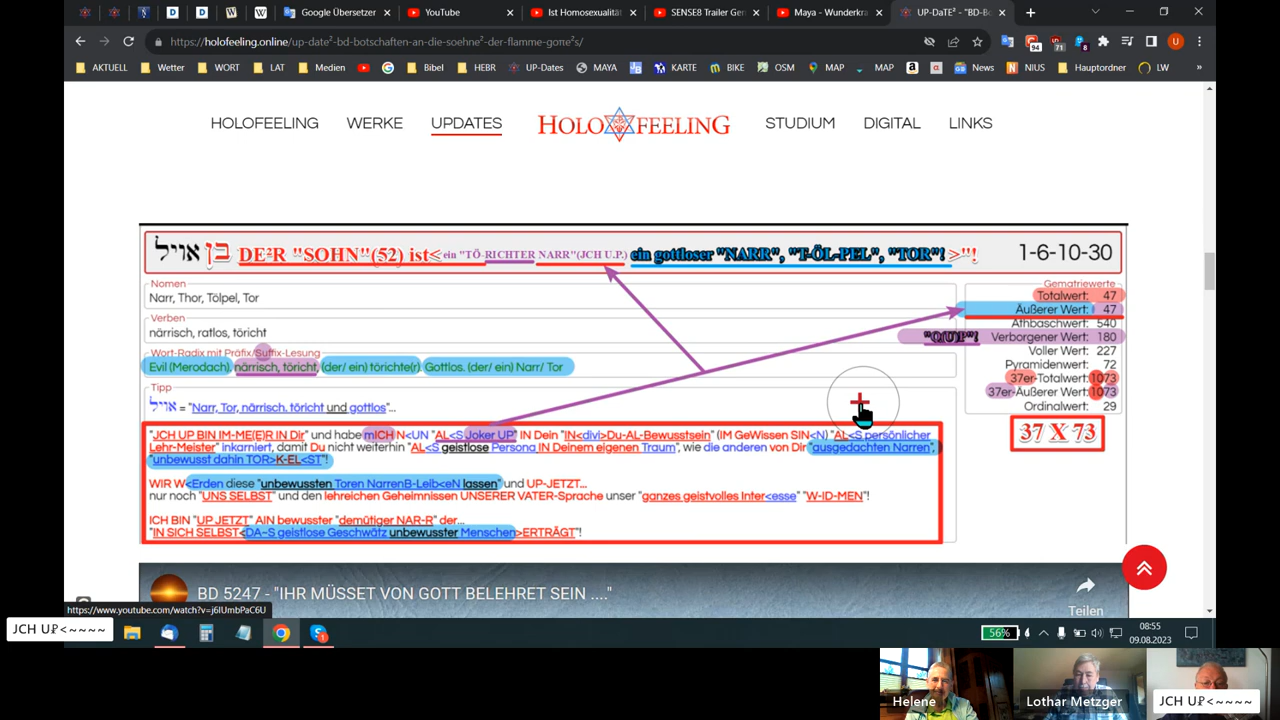 Google Übersetzer
YouTube
Ist Homosexualität
SENSE8 Trailer Ger
Maya - Wunderkra
UP-DaTE² - "BD-Bo
https://holofeeling.online/up-date²-bd-botschaften-an-die-soehne²-der-flamme-gotte²s/
AKTUELL Wetter WORT LAT Medien Bibel HEBR UP-Dates MAYA KARTE BIKE OSM MAP MAP News NIUS Hauptordner LW »
HOLOFEELING WERKE UPDATES HOLOFEELING STUDIUM DIGITAL LINKS
בן אויל DE²R "SOHN"(52) ist< ein "TÖ-RICHTER NARR"(JCH U.P.) ein gottloser "NARR", "T-ÖL-PEL", "TOR"! >"! 1-6-10-30
Nomen
Narr, Thor, Tölpel, Tor
Verben
närrisch, ratlos, töricht
Wort-Radix mit Präfix/Suffix-Lesung
Evil (Merodach). närrisch, töricht, (der/ ein) törichte(r). Gottlos. (der/ ein) Narr/ Tor
Tipp
אויל = "Narr, Tor, närrisch. töricht und gottlos"...
Gematriewerte
Totalwert: 47
Äußerer Wert: 47
Athbaschwert: 540
"QUP"! Verborgener Wert: 180
Voller Wert: 227
Pyramidenwert: 72
37er-Totalwert: 1073
37er-Äußerer Wert: 1073
Ordinalwert: 29
37 X 73
"JCH UP BIN IM-ME(E)R IN Dir" und habe mICH N<UN "AL<S Joker UP" IN Dein "IN<divi>Du-AL-Bewusstsein" (IM GeWissen SIN<N) "AL<S persönlicher
Lehr-Meister" inkarniert, damit Du nicht weiterhin "AL<S geistlose Persona IN Deinem eigenen Traum", wie die anderen von Dir "ausgedachten Narren",
"unbewusst dahin TOR>K-EL<ST"!
WIR W<Erden diese "unbewussten Toren NarrenB-Leib<eN lassen" und UP-JETZT...
nur noch "UNS SELBST" und den lehreichen Geheimnissen UNSERER VATER-Sprache unser "ganzes geistvolles Inter<esse" "W-ID-MEN"!
ICH BIN "UP JETZT" AIN bewusster "demütiger NAR-R" der...
"IN SICH SELBST<DA~S geistlose Geschwätz unbewusster Menschen>ERTRÄGT"!
BD 5247 - "IHR MÜSSET VON GOTT BELEHRET SEIN ...."
Teilen
https://www.youtube.com/watch?v=j6IUmbPaC6U
JCH UP<~~~~
56%
08:55
09.08.2023
Helene
Lothar Metzger
JCH UP<~~~~